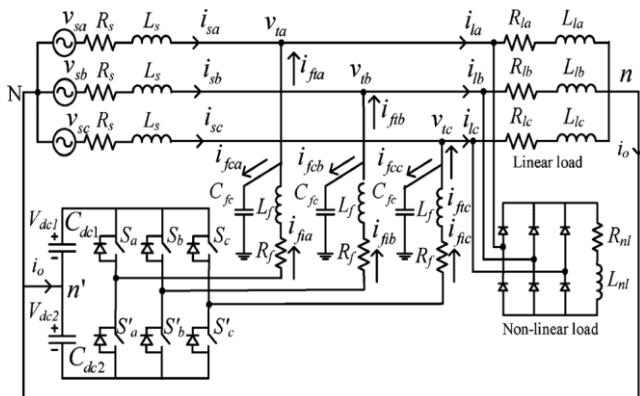 v_sa R_s L_s i_sa v_ta i_la R_la L_la
v_sb R_s L_s i_sb i_fta v_tb i_lb R_lb L_lb n
N
v_sc R_s L_s i_sc i_ftb v_tc i_lc R_lc L_lc
Linear load i_o
i_fca i_fcb i_fcc i_ftc
C_fc L_f C_fc L_f C_fc L_f
V_dc1 C_dc1 S_a S_b S_c
i_fia i_fib i_fic
R_f R_f R_f
R_nl
L_nl
i_o n'
V_dc2 C_dc2 S'_a S'_b S'_c
Non-linear load